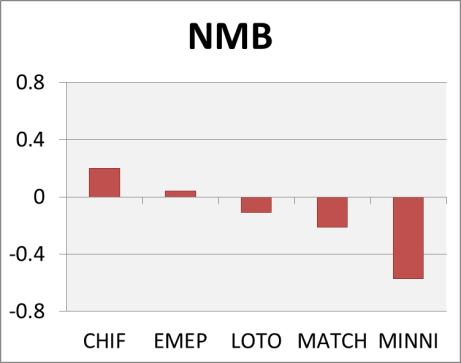 NMB
0.8
0.4
0
-0.4
-0.8
CHIF EMEP LOTO MATCH MINNI